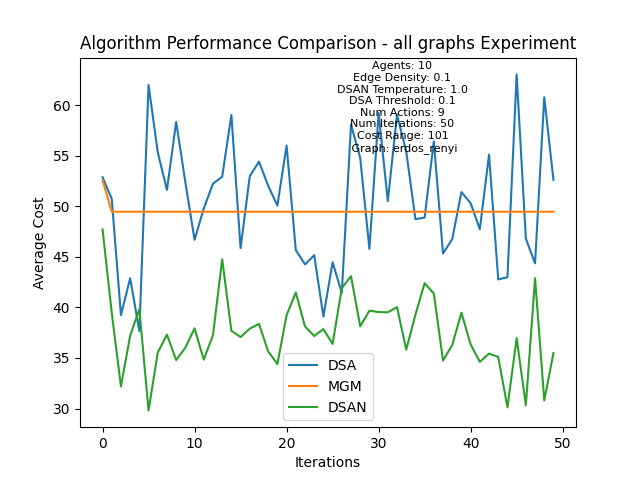 Algorithm Performance Comparison - all graphs Experiment
Agents: 10
Edge Density: 0.1
DSAN Temperature: 1.0
DSA Threshold: 0.1
Num Actions: 9
Num Iterations: 50
Cost Range: 101
Graph: erdos_renyi
60
55
50
45
40
35
30
Average Cost
DSA
MGM
DSAN
0
10
20
30
40
50
Iterations